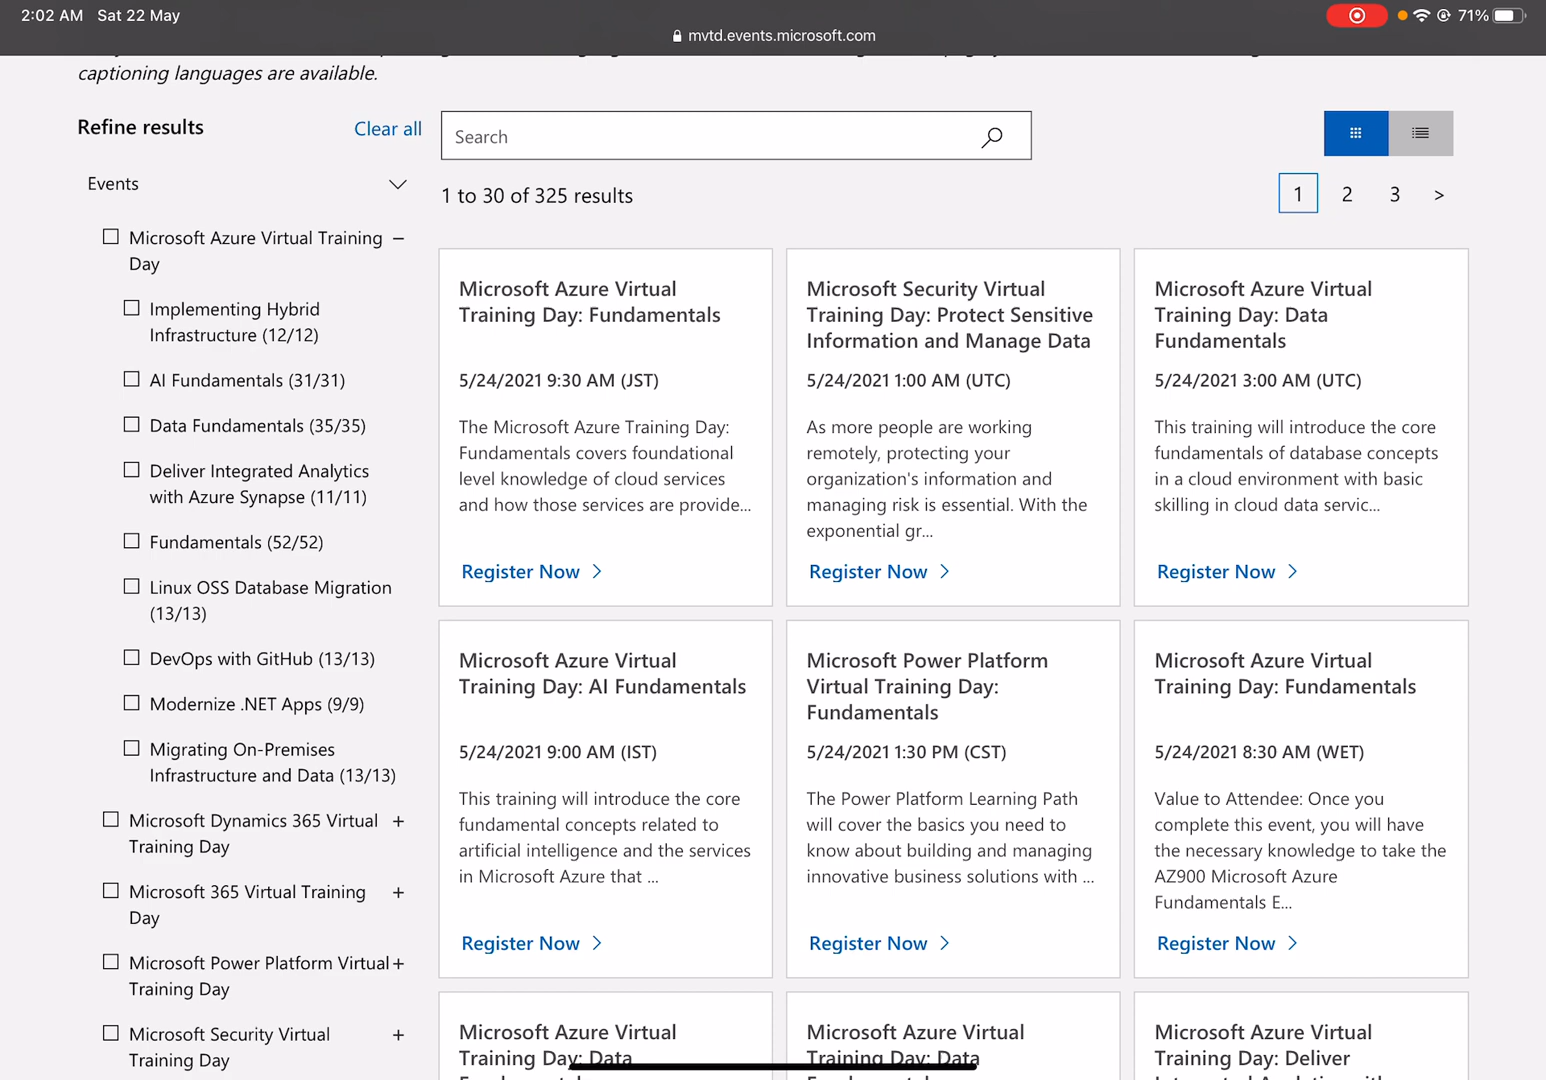 2:02 AM Sat 22 May
71%
mvtd.events.microsoft.com
captioning languages are available.
Refine results
Clear all
Search
Events
1 to 30 of 325 results
1 2 3 >
Microsoft Azure Virtual Training
Day
Implementing Hybrid
Infrastructure (12/12)
AI Fundamentals (31/31)
Data Fundamentals (35/35)
Deliver Integrated Analytics
with Azure Synapse (11/11)
Fundamentals (52/52)
Linux OSS Database Migration
(13/13)
DevOps with GitHub (13/13)
Modernize .NET Apps (9/9)
Migrating On-Premises
Infrastructure and Data (13/13)
Microsoft Dynamics 365 Virtual
Training Day
Microsoft 365 Virtual Training
Day
Microsoft Power Platform Virtual
Training Day
Microsoft Security Virtual
Training Day
Microsoft Azure Virtual
Training Day: Fundamentals
5/24/2021 9:30 AM (JST)
The Microsoft Azure Training Day:
Fundamentals covers foundational
level knowledge of cloud services
and how those services are provide...
Register Now
Microsoft Security Virtual
Training Day: Protect Sensitive
Information and Manage Data
5/24/2021 1:00 AM (UTC)
As more people are working
remotely, protecting your
organization's information and
managing risk is essential. With the
exponential gr...
Register Now
Microsoft Azure Virtual
Training Day: Data
Fundamentals
5/24/2021 3:00 AM (UTC)
This training will introduce the core
fundamentals of database concepts
in a cloud environment with basic
skilling in cloud data servic...
Register Now
Microsoft Azure Virtual
Training Day: AI Fundamentals
5/24/2021 9:00 AM (IST)
This training will introduce the core
fundamental concepts related to
artificial intelligence and the services
in Microsoft Azure that ...
Register Now
Microsoft Power Platform
Virtual Training Day:
Fundamentals
5/24/2021 1:30 PM (CST)
The Power Platform Learning Path
will cover the basics you need to
know about building and managing
innovative business solutions with ...
Register Now
Microsoft Azure Virtual
Training Day: Fundamentals
5/24/2021 8:30 AM (WET)
Value to Attendee: Once you
complete this event, you will have
the necessary knowledge to take the
AZ900 Microsoft Azure
Fundamentals E...
Register Now
Microsoft Azure Virtual
Training Day: Data
Microsoft Azure Virtual
Training Day: Data
Microsoft Azure Virtual
Training Day: Deliver